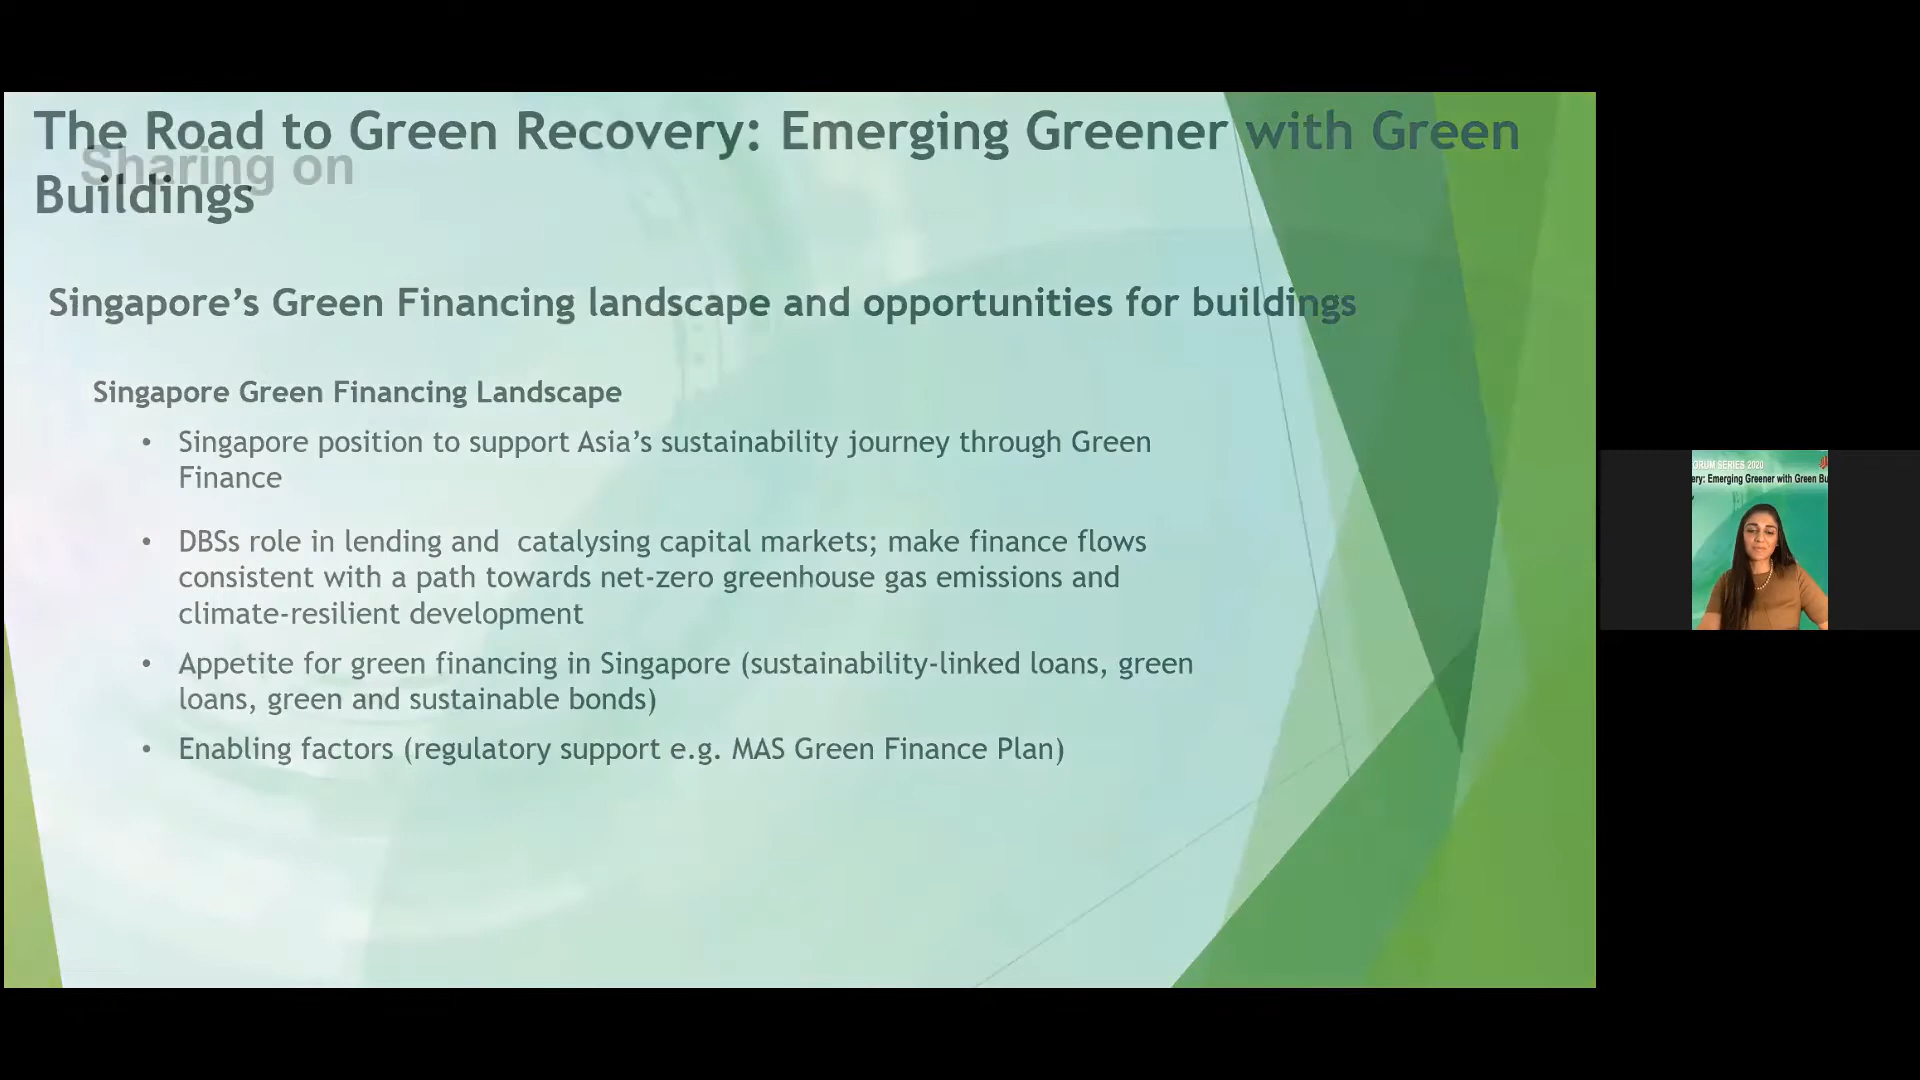 The Road to Green Recovery: Emerging Greener with Green
Sharing on
Buildings
Singapore’s Green Financing landscape and opportunities for buildings
Singapore Green Financing Landscape
• Singapore position to support Asia’s sustainability journey through Green
Finance
• DBSs role in lending and  catalysing capital markets; make finance flows
consistent with a path towards net-zero greenhouse gas emissions and
climate-resilient development
• Appetite for green financing in Singapore (sustainability-linked loans, green
loans, green and sustainable bonds)
• Enabling factors (regulatory support e.g. MAS Green Finance Plan)
ORUM SERIES 2020
ery: Emerging Greener with Green Bu